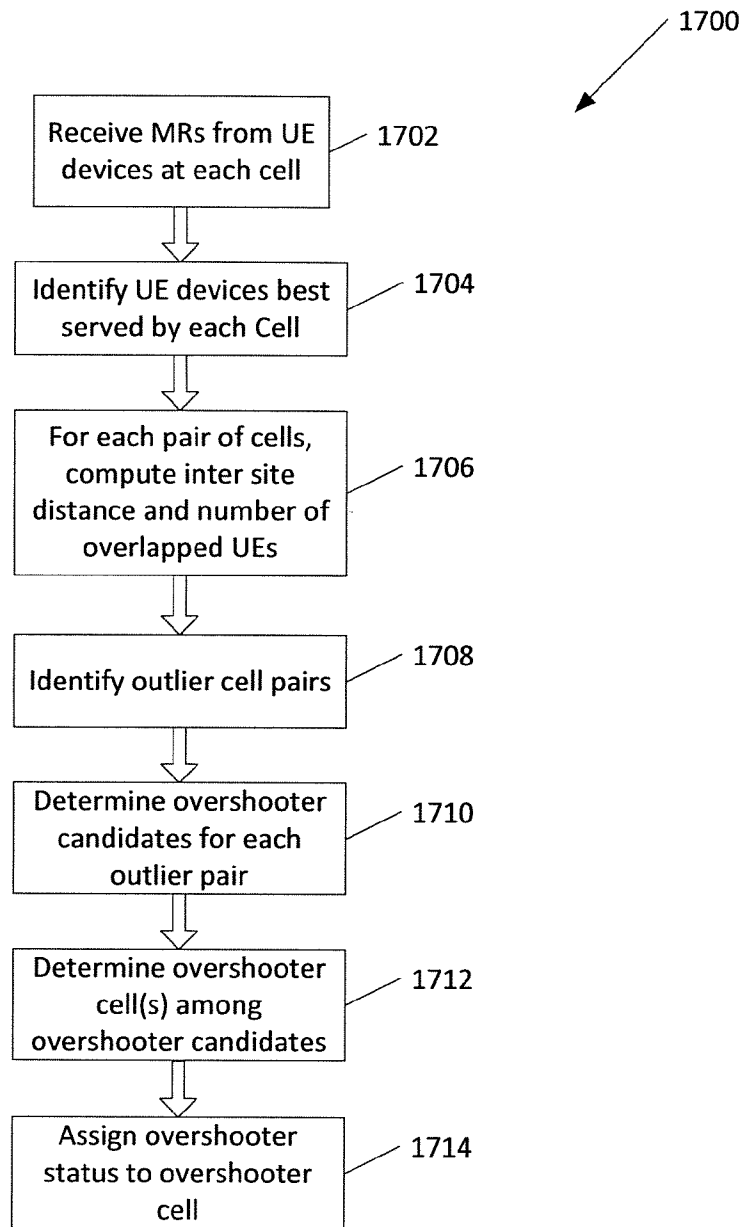 1700
Receive MRs from UE
devices at each cell
1702
Identify UE devices best
served by each Cell
1704
For each pair of cells,
compute inter site
distance and number of
overlapped UEs
1706
Identify outlier cell pairs
1708
Determine overshooter
candidates for each
outlier pair
1710
Determine overshooter
cell(s) among
overshooter candidates
1712
Assign overshooter
status to overshooter
cell
1714